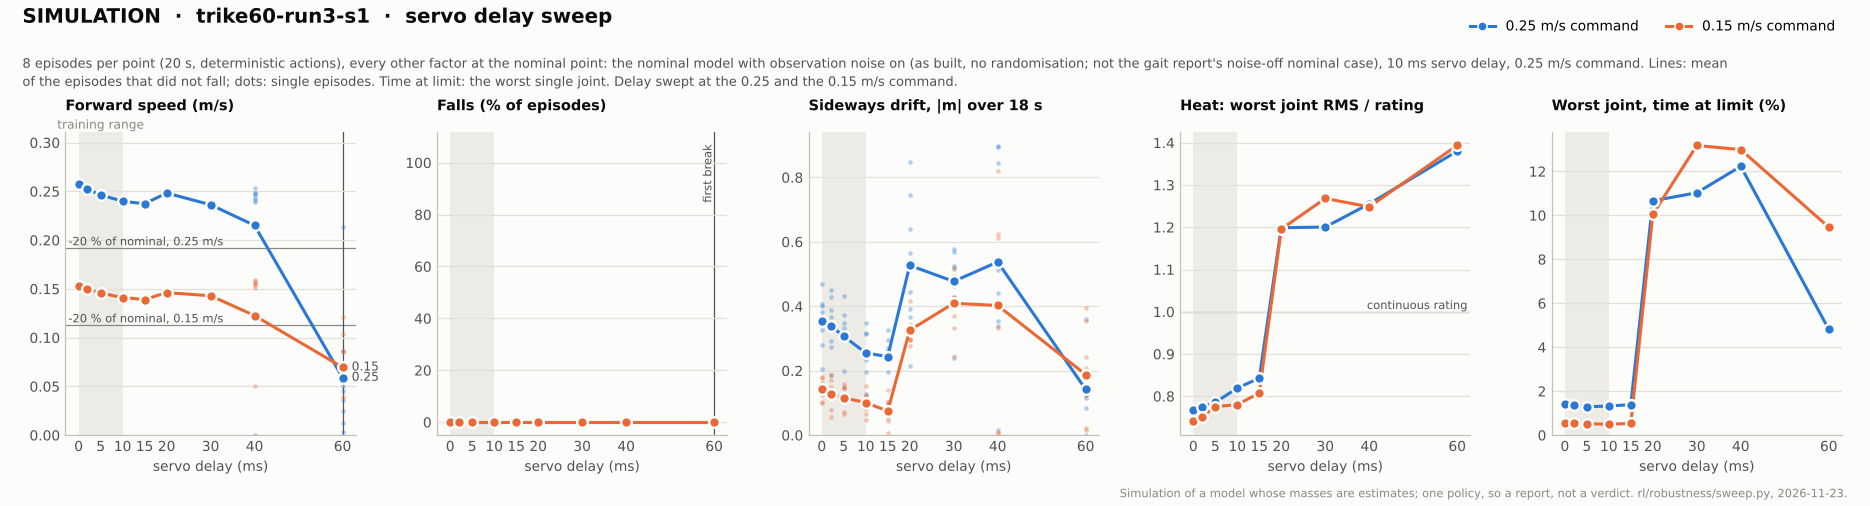 SIMULATION · trike60-run3-s1 · servo delay sweep
0.25 m/s command
0.15 m/s command
8 episodes per point (20 s, deterministic actions), every other factor at the nominal point: the nominal model with observation noise on (as built, no randomisation; not the gait report's noise-off nominal case), 10 ms servo delay, 0.25 m/s command. Lines: mean
of the episodes that did not fall; dots: single episodes. Time at limit: the worst single joint. Delay swept at the 0.25 and the 0.15 m/s command.
Forward speed (m/s)
training range
0.30
0.25
0.20
0.15
0.10
0.05
0.00
-20 % of nominal, 0.25 m/s
-20 % of nominal, 0.15 m/s
0.15
0.25
0 5 10 15 20 30 40 60
servo delay (ms)
Falls (% of episodes)
100
80
60
40
20
0
first break
0 5 10 15 20 30 40 60
servo delay (ms)
Sideways drift, |m| over 18 s
0.8
0.6
0.4
0.2
0.0
0 5 10 15 20 30 40 60
servo delay (ms)
Heat: worst joint RMS / rating
1.4
1.3
1.2
1.1
1.0
0.9
0.8
continuous rating
0 5 10 15 20 30 40 60
servo delay (ms)
Worst joint, time at limit (%)
12
10
8
6
4
2
0
0 5 10 15 20 30 40 60
servo delay (ms)
Simulation of a model whose masses are estimates; one policy, so a report, not a verdict. rl/robustness/sweep.py, 2026-11-23.